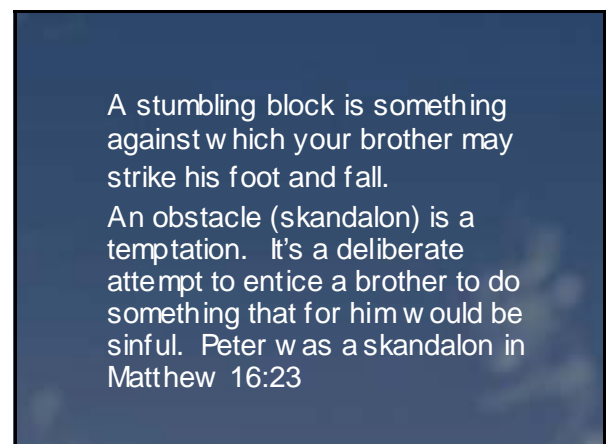 A stumbling block is something
against which your brother may
strike his foot and fall.
An obstacle (skandalon) is a
temptation.  It's a deliberate
attempt to entice a brother to do
something that for him would be
sinful.  Peter was a skandalon in
Matthew 16:23